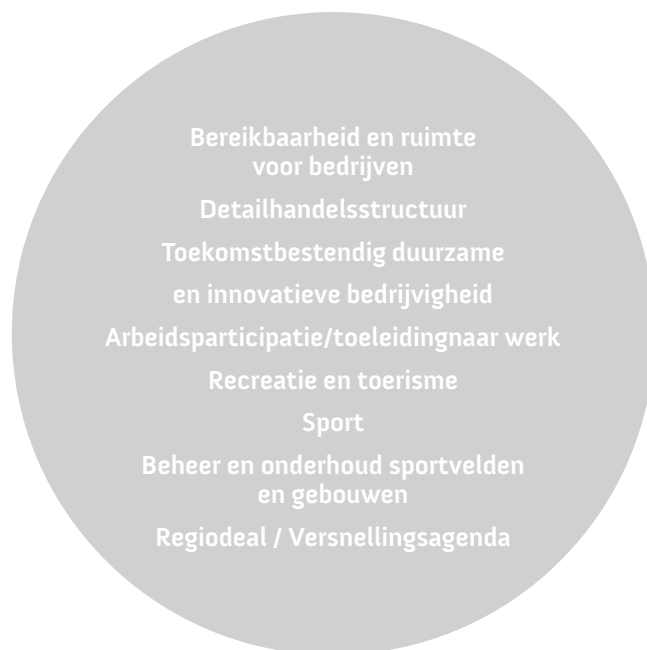 Bereikbaarheid en ruimte
voor bedrijven
Detailhandelsstructuur
Toekomstbestendig duurzame
en innovatieve bedrijvigheid
Arbeidsparticipatie/toeleidingnaar werk
Recreatie en toerisme
Sport
Beheer en onderhoud sportvelden
en gebouwen
Regiodeal / Versnellingsagenda